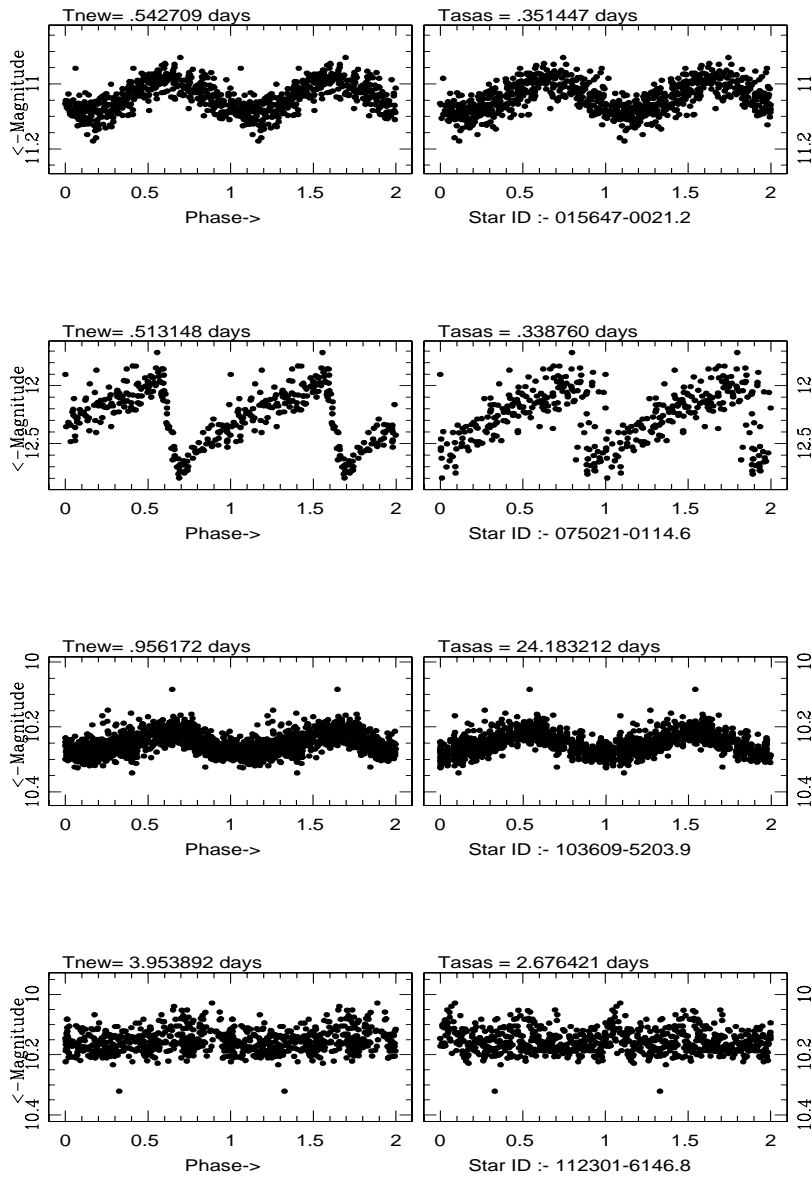 Tnew= .542709 days Tasas = .351447 days
<-Magnitude
11
11.2
11
11.2
0 0.5 1 1.5 2 0 0.5 1 1.5 2
Phase-> Star ID :- 015647-0021.2
Tnew= .513148 days Tasas = .338760 days
<-Magnitude
12
12.5
12
12.5
0 0.5 1 1.5 2 0 0.5 1 1.5 2
Phase-> Star ID :- 075021-0114.6
Tnew= .956172 days Tasas = 24.183212 days
<-Magnitude
10
10.2
10.4
10
10.2
10.4
0 0.5 1 1.5 2 0 0.5 1 1.5 2
Phase-> Star ID :- 103609-5203.9
Tnew= 3.953892 days Tasas = 2.676421 days
<-Magnitude
10
10.2
10.4
10
10.2
10.4
0 0.5 1 1.5 2 0 0.5 1 1.5 2
Phase-> Star ID :- 112301-6146.8